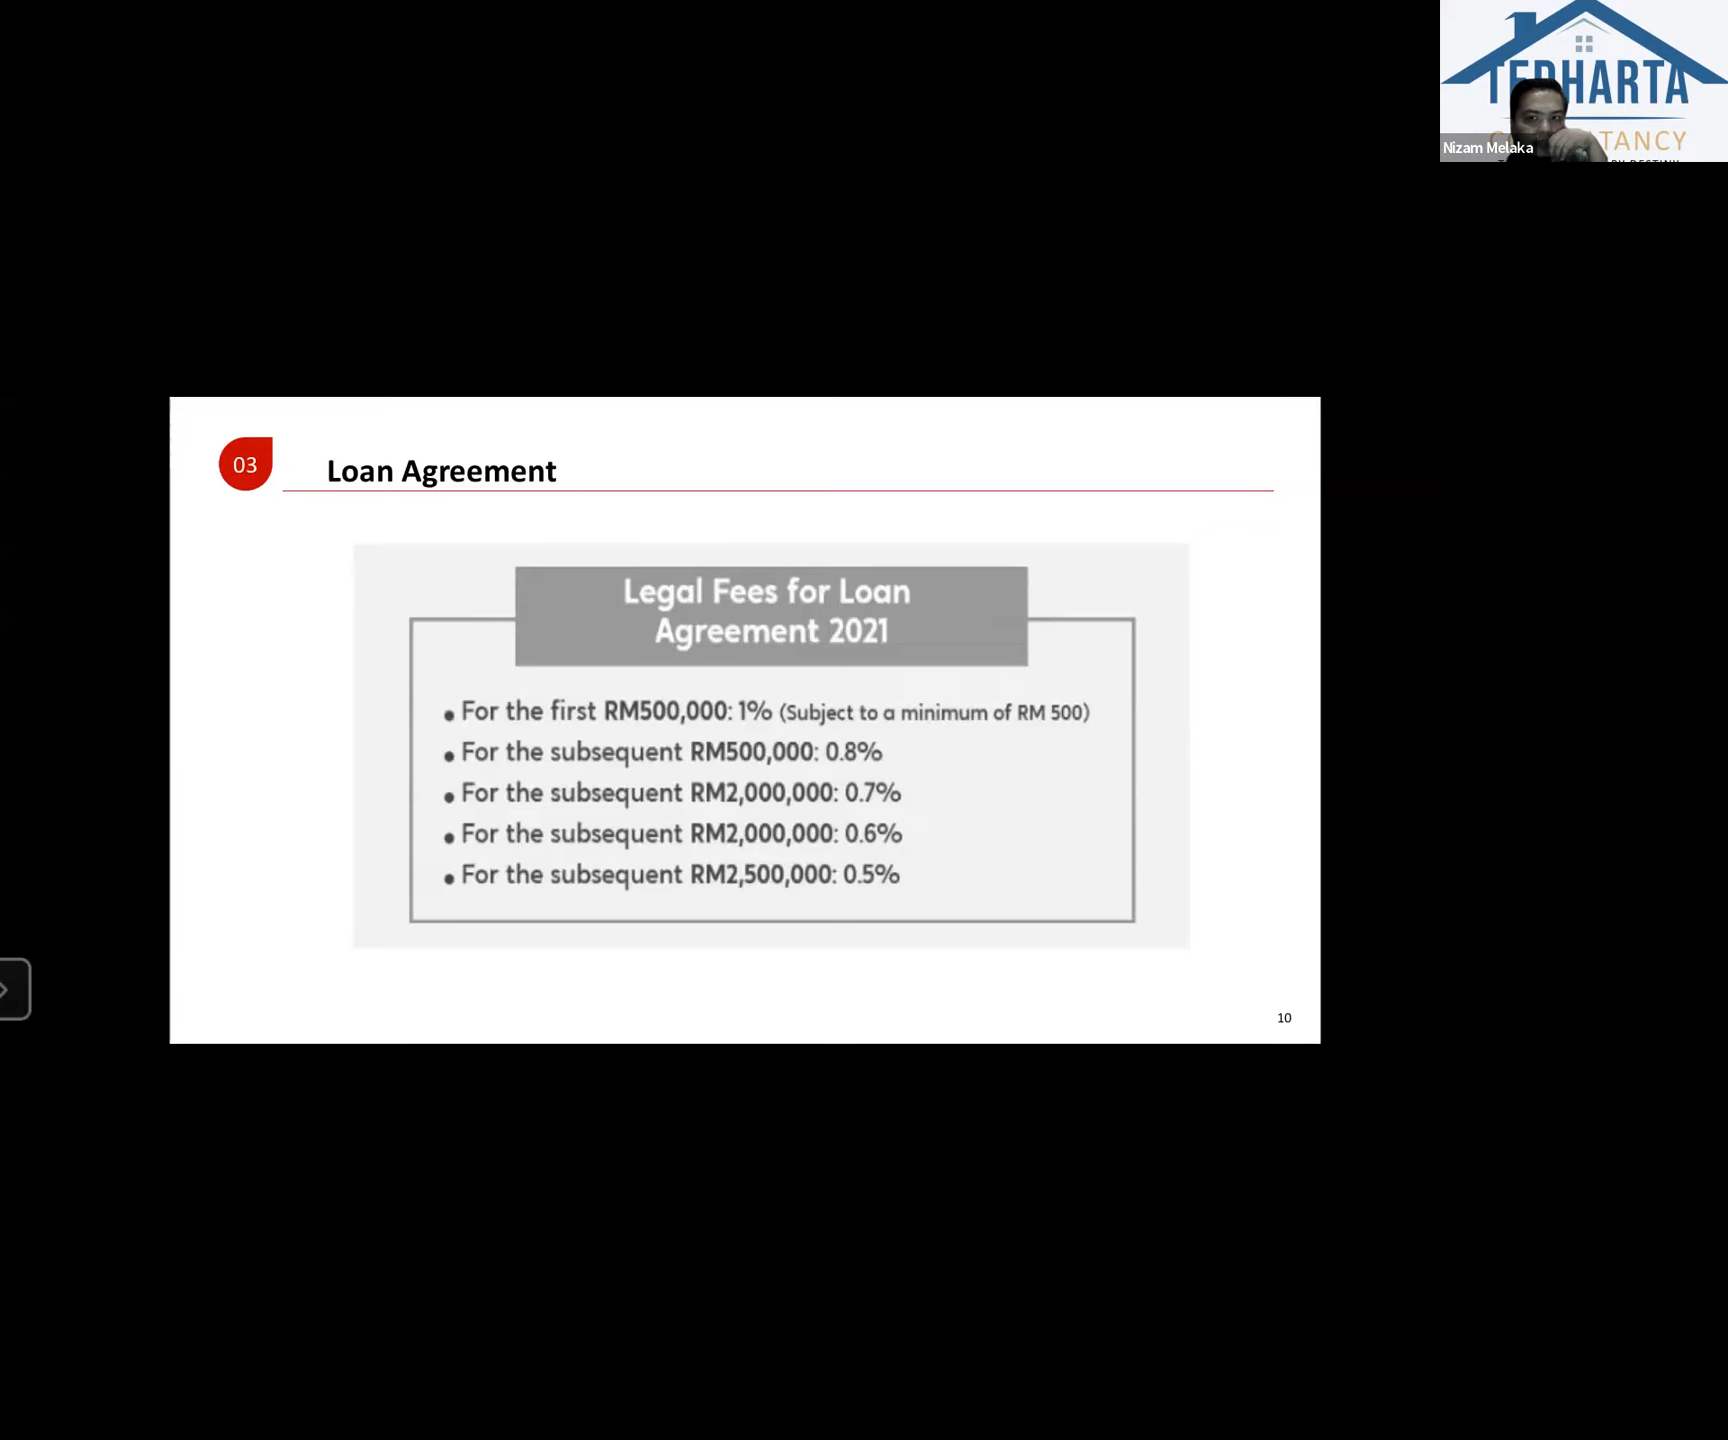 TERHARTA
TANCY
Nizam Melaka
03
Loan Agreement
Legal Fees for Loan
Agreement 2021
• For the first RM500,000: 1% (Subject to a minimum of RM 500)
• For the subsequent RM500,000: 0.8%
• For the subsequent RM2,000,000: 0.7%
• For the subsequent RM2,000,000: 0.6%
• For the subsequent RM2,500,000: 0.5%
10